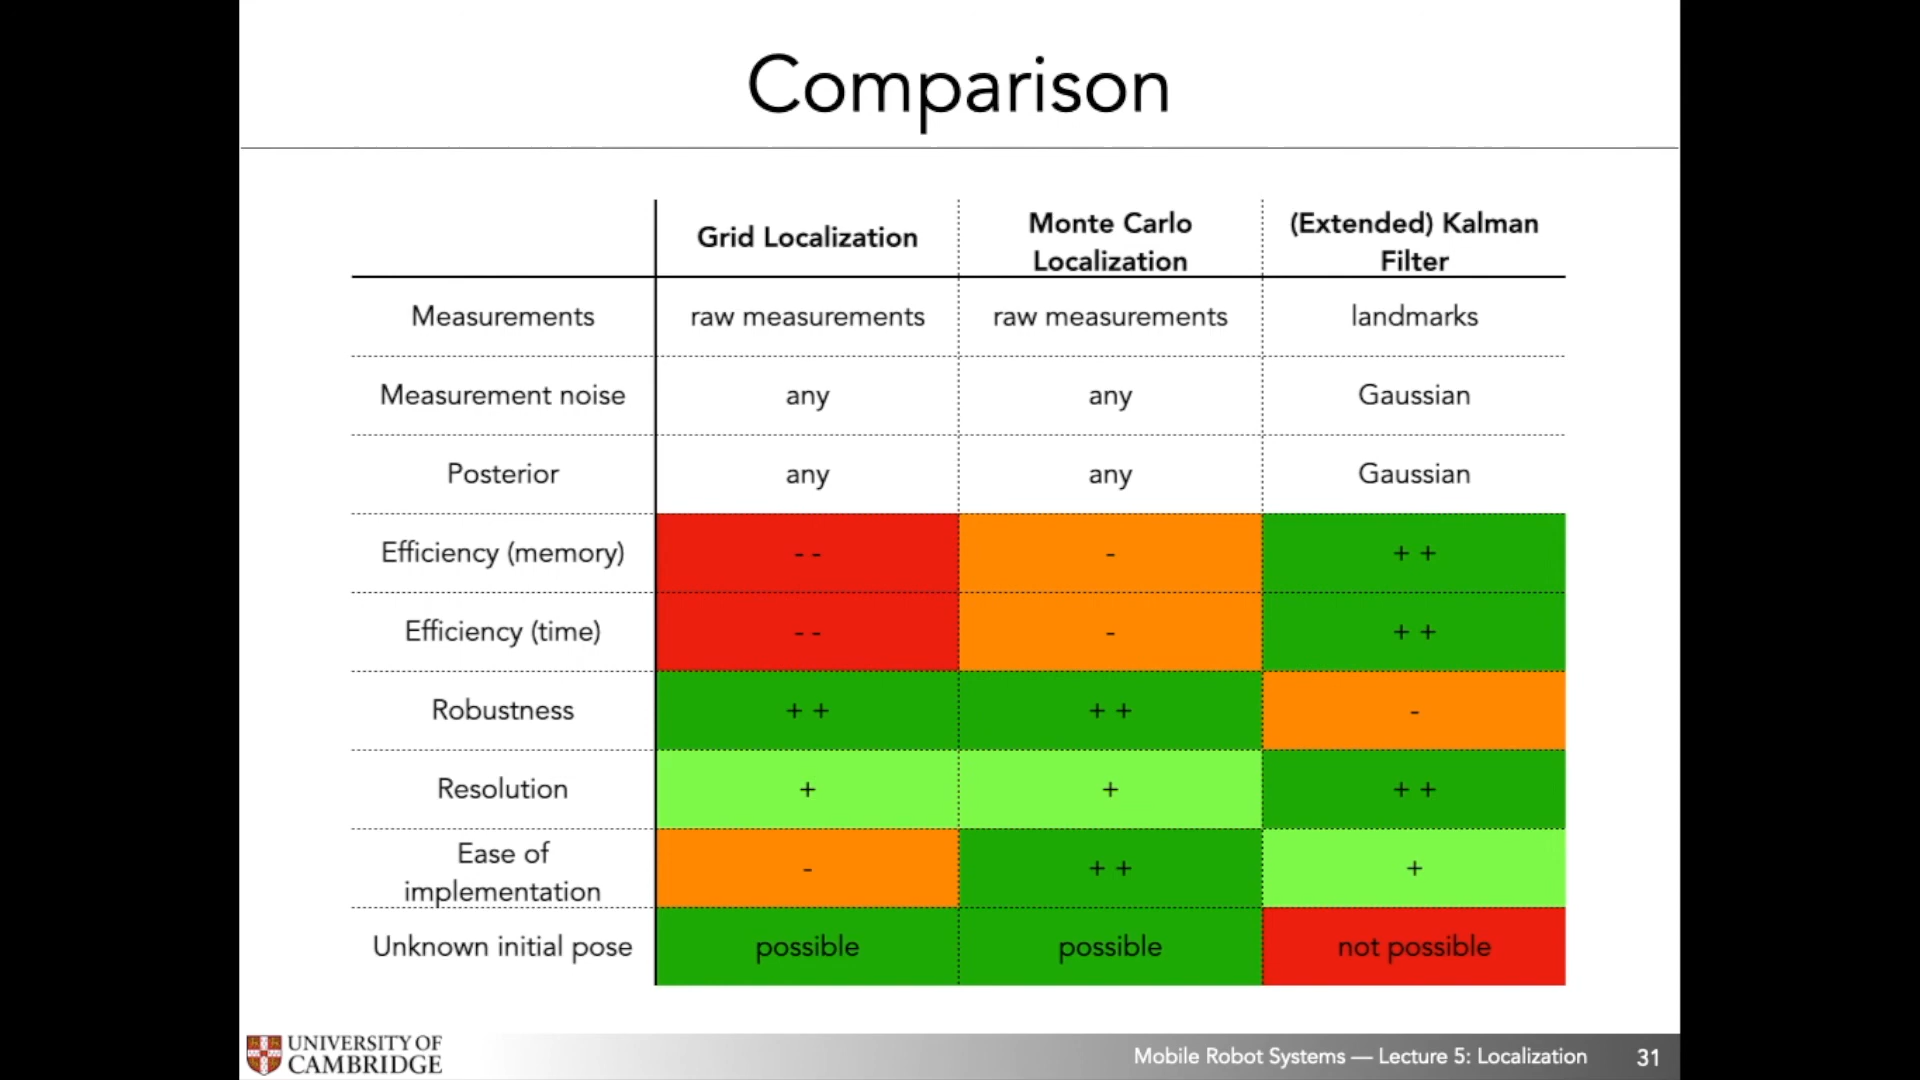 Comparison
Grid Localization
Monte Carlo
Localization
(Extended) Kalman
Filter
Measurements raw measurements raw measurements landmarks
Measurement noise any any Gaussian
Posterior any any Gaussian
Efficiency (memory) - - - + +
Efficiency (time) - - - + +
Robustness + + + + -
Resolution + + + +
Ease of
implementation
- + + +
Unknown initial pose possible possible not possible
UNIVERSITY OF
CAMBRIDGE
Mobile Robot Systems — Lecture 5: Localization 31